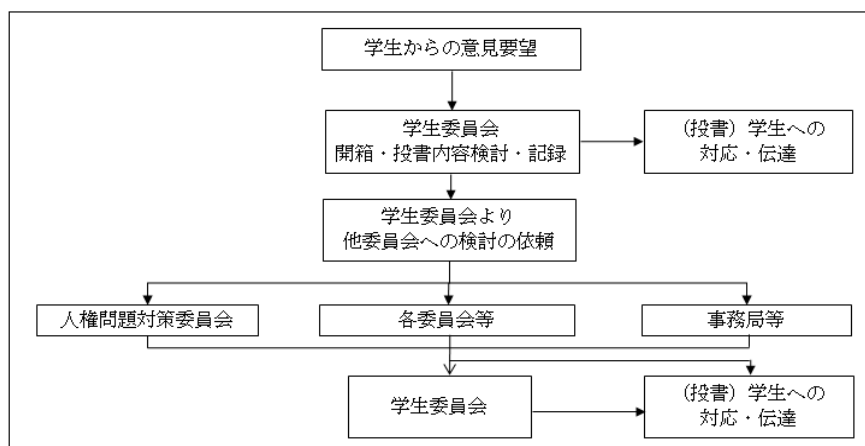 学生からの意見要望
学生委員会
開箱・投書内容検討・記録
(投書)学生への
対応・伝達
学生委員会より
他委員会への検討の依頼
人権問題対策委員会
各委員会等
事務局等
学生委員会
(投書)学生への
対応・伝達